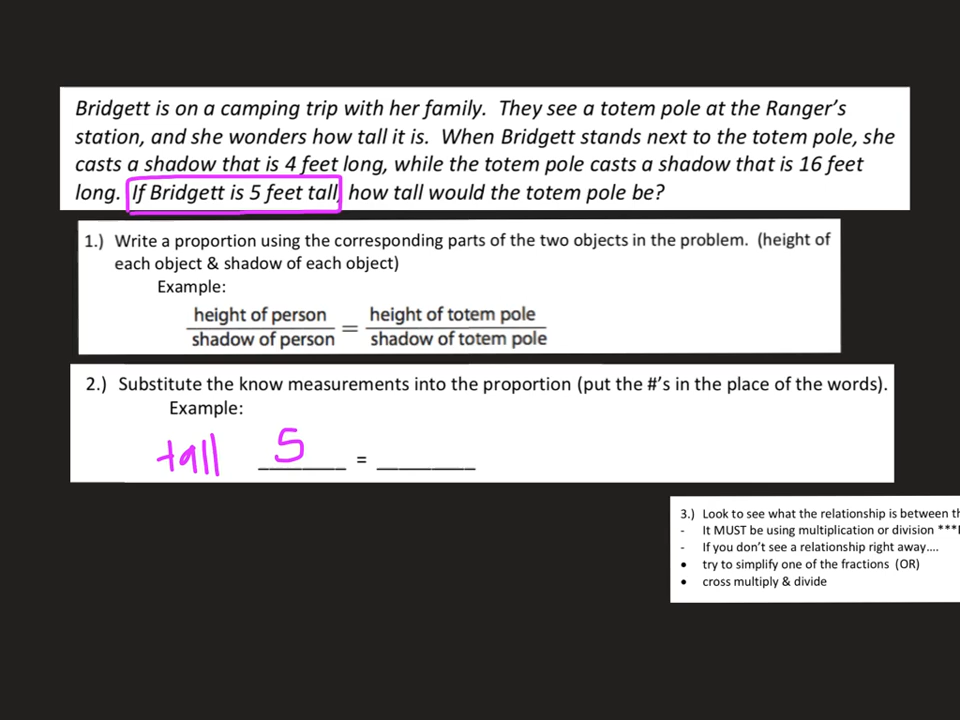 Bridgett is on a camping trip with her family. They see a totem pole at the Ranger's
station, and she wonders how tall it is. When Bridgett stands next to the totem pole, she
casts a shadow that is 4 feet long, while the totem pole casts a shadow that is 16 feet
long. If Bridgett is 5 feet tall, how tall would the totem pole be?
1.) Write a proportion using the corresponding parts of the two objects in the problem. (height of
each object & shadow of each object)
Example:
height of person = height of totem pole
shadow of person shadow of totem pole
2.) Substitute the know measurements into the proportion (put the #'s in the place of the words).
Example:
tall 5 ________ = _________
3.) Look to see what the relationship is between
- It MUST be using multiplication or division ***
- If you don't see a relationship right away....
• try to simplify one of the fractions (OR)
• cross multiply & divide